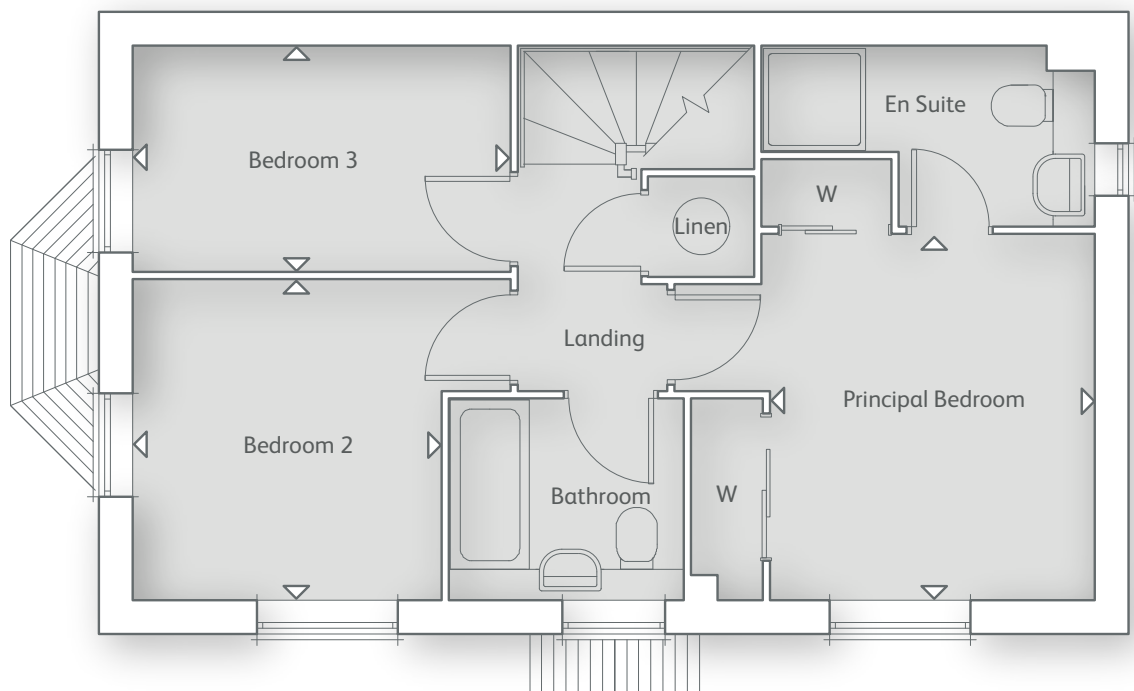 En Suite
Bedroom 3
W
Linen
Landing
Principal Bedroom
Bedroom 2
W
Bathroom